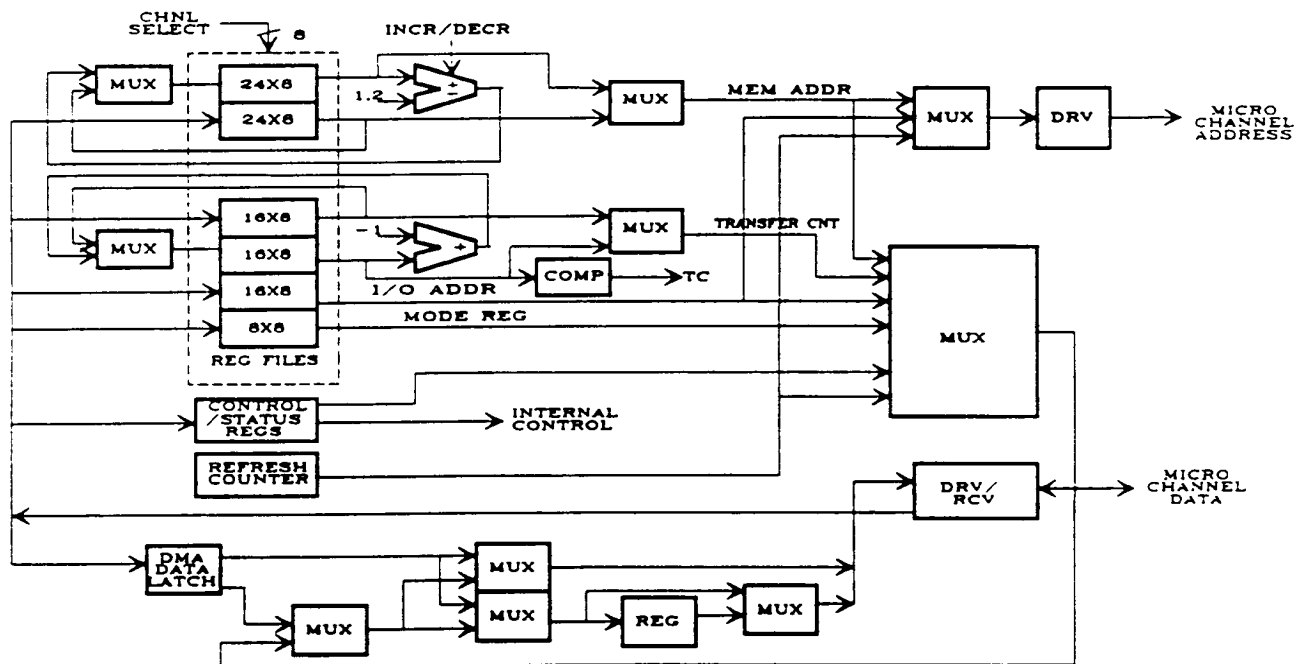 CHNL
SELECT
8
INCR/DECR
MUX
24X8
24X8
1.2
+
−
MUX
MEM ADDR
MUX
DRV
MICRO
CHANNEL
ADDRESS
MUX
16X8
16X8
16X8
8X8
REG FILES
-1
+
I/O ADDR
MODE REG
MUX
COMP
TC
TRANSFER CNT
MUX
CONTROL
/STATUS
REGS
INTERNAL
CONTROL
REFRESH
COUNTER
DRV/
RCV
MICRO
CHANNEL
DATA
DMA
DATA
LATCH
MUX
MUX
MUX
REG
MUX